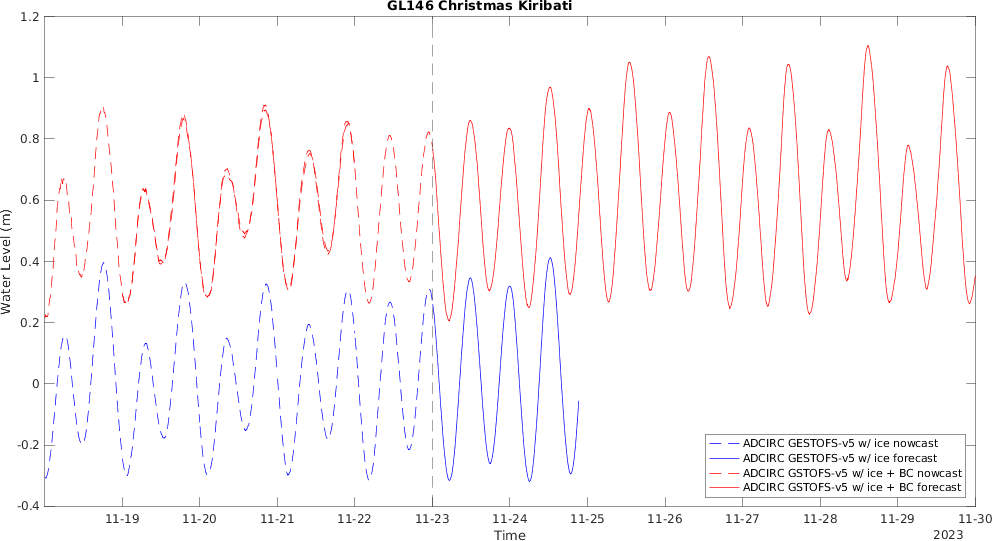 GL146 Christmas Kiribati
Water Level (m)
1.2
1
0.8
0.6
0.4
0.2
0
-0.2
-0.4
11-19 11-20 11-21 11-22 11-23 11-24 11-25 11-26 11-27 11-28 11-29 11-30
Time
2023
ADCIRC GESTOFS-v5 w/ ice nowcast
ADCIRC GESTOFS-v5 w/ ice forecast
ADCIRC GSTOFS-v5 w/ ice + BC nowcast
ADCIRC GSTOFS-v5 w/ ice + BC forecast